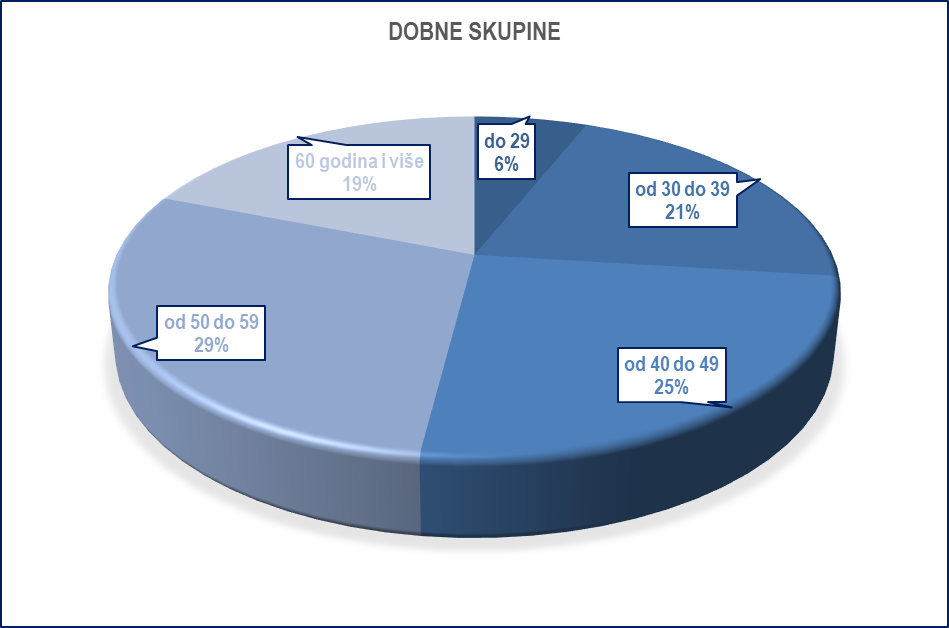 DOBNE SKUPINE
do 29
6%
od 30 do 39
21%
od 40 do 49
25%
od 50 do 59
29%
60 godina i više
19%